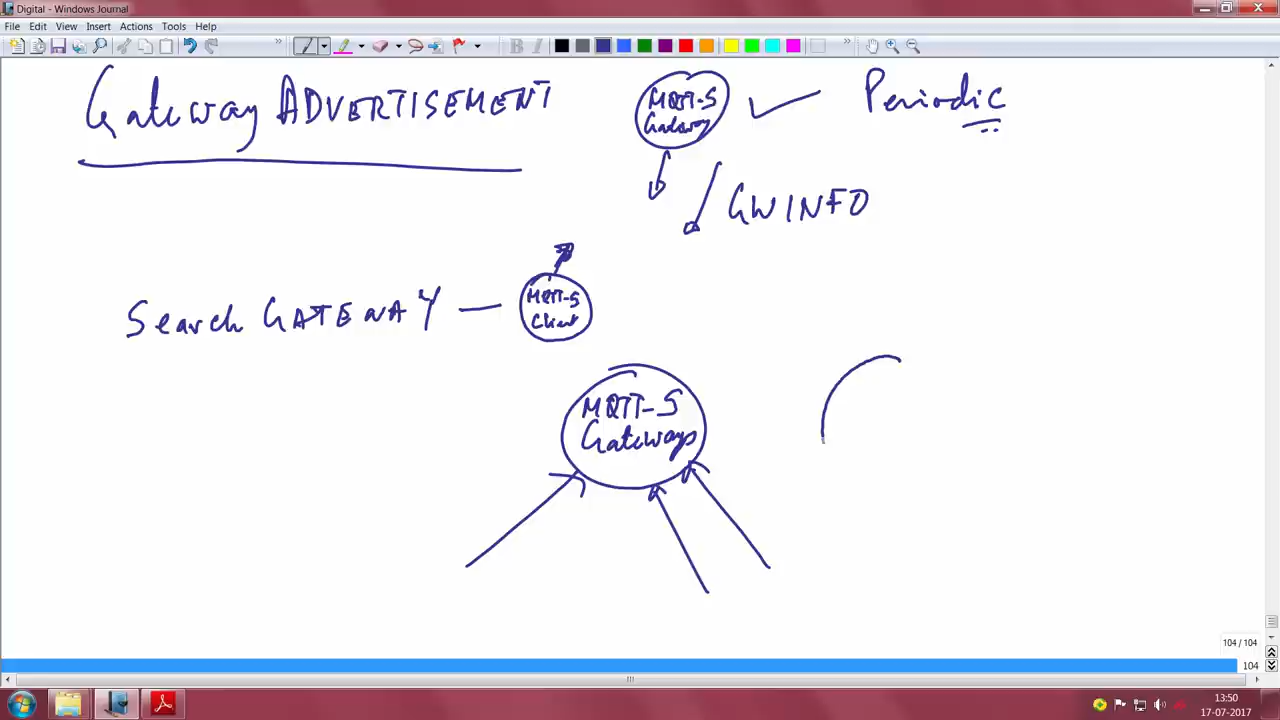 Digital - Windows Journal
File Edit View Insert Actions Tools Help
Gateway ADVERTISEMENT
MQTT-S
Gateway
Periodic
GWINFO
Search GATEWAY
MQTT-S
Client
MQTT-S
Gateways
104 / 104
104
13:50
17-07-2017